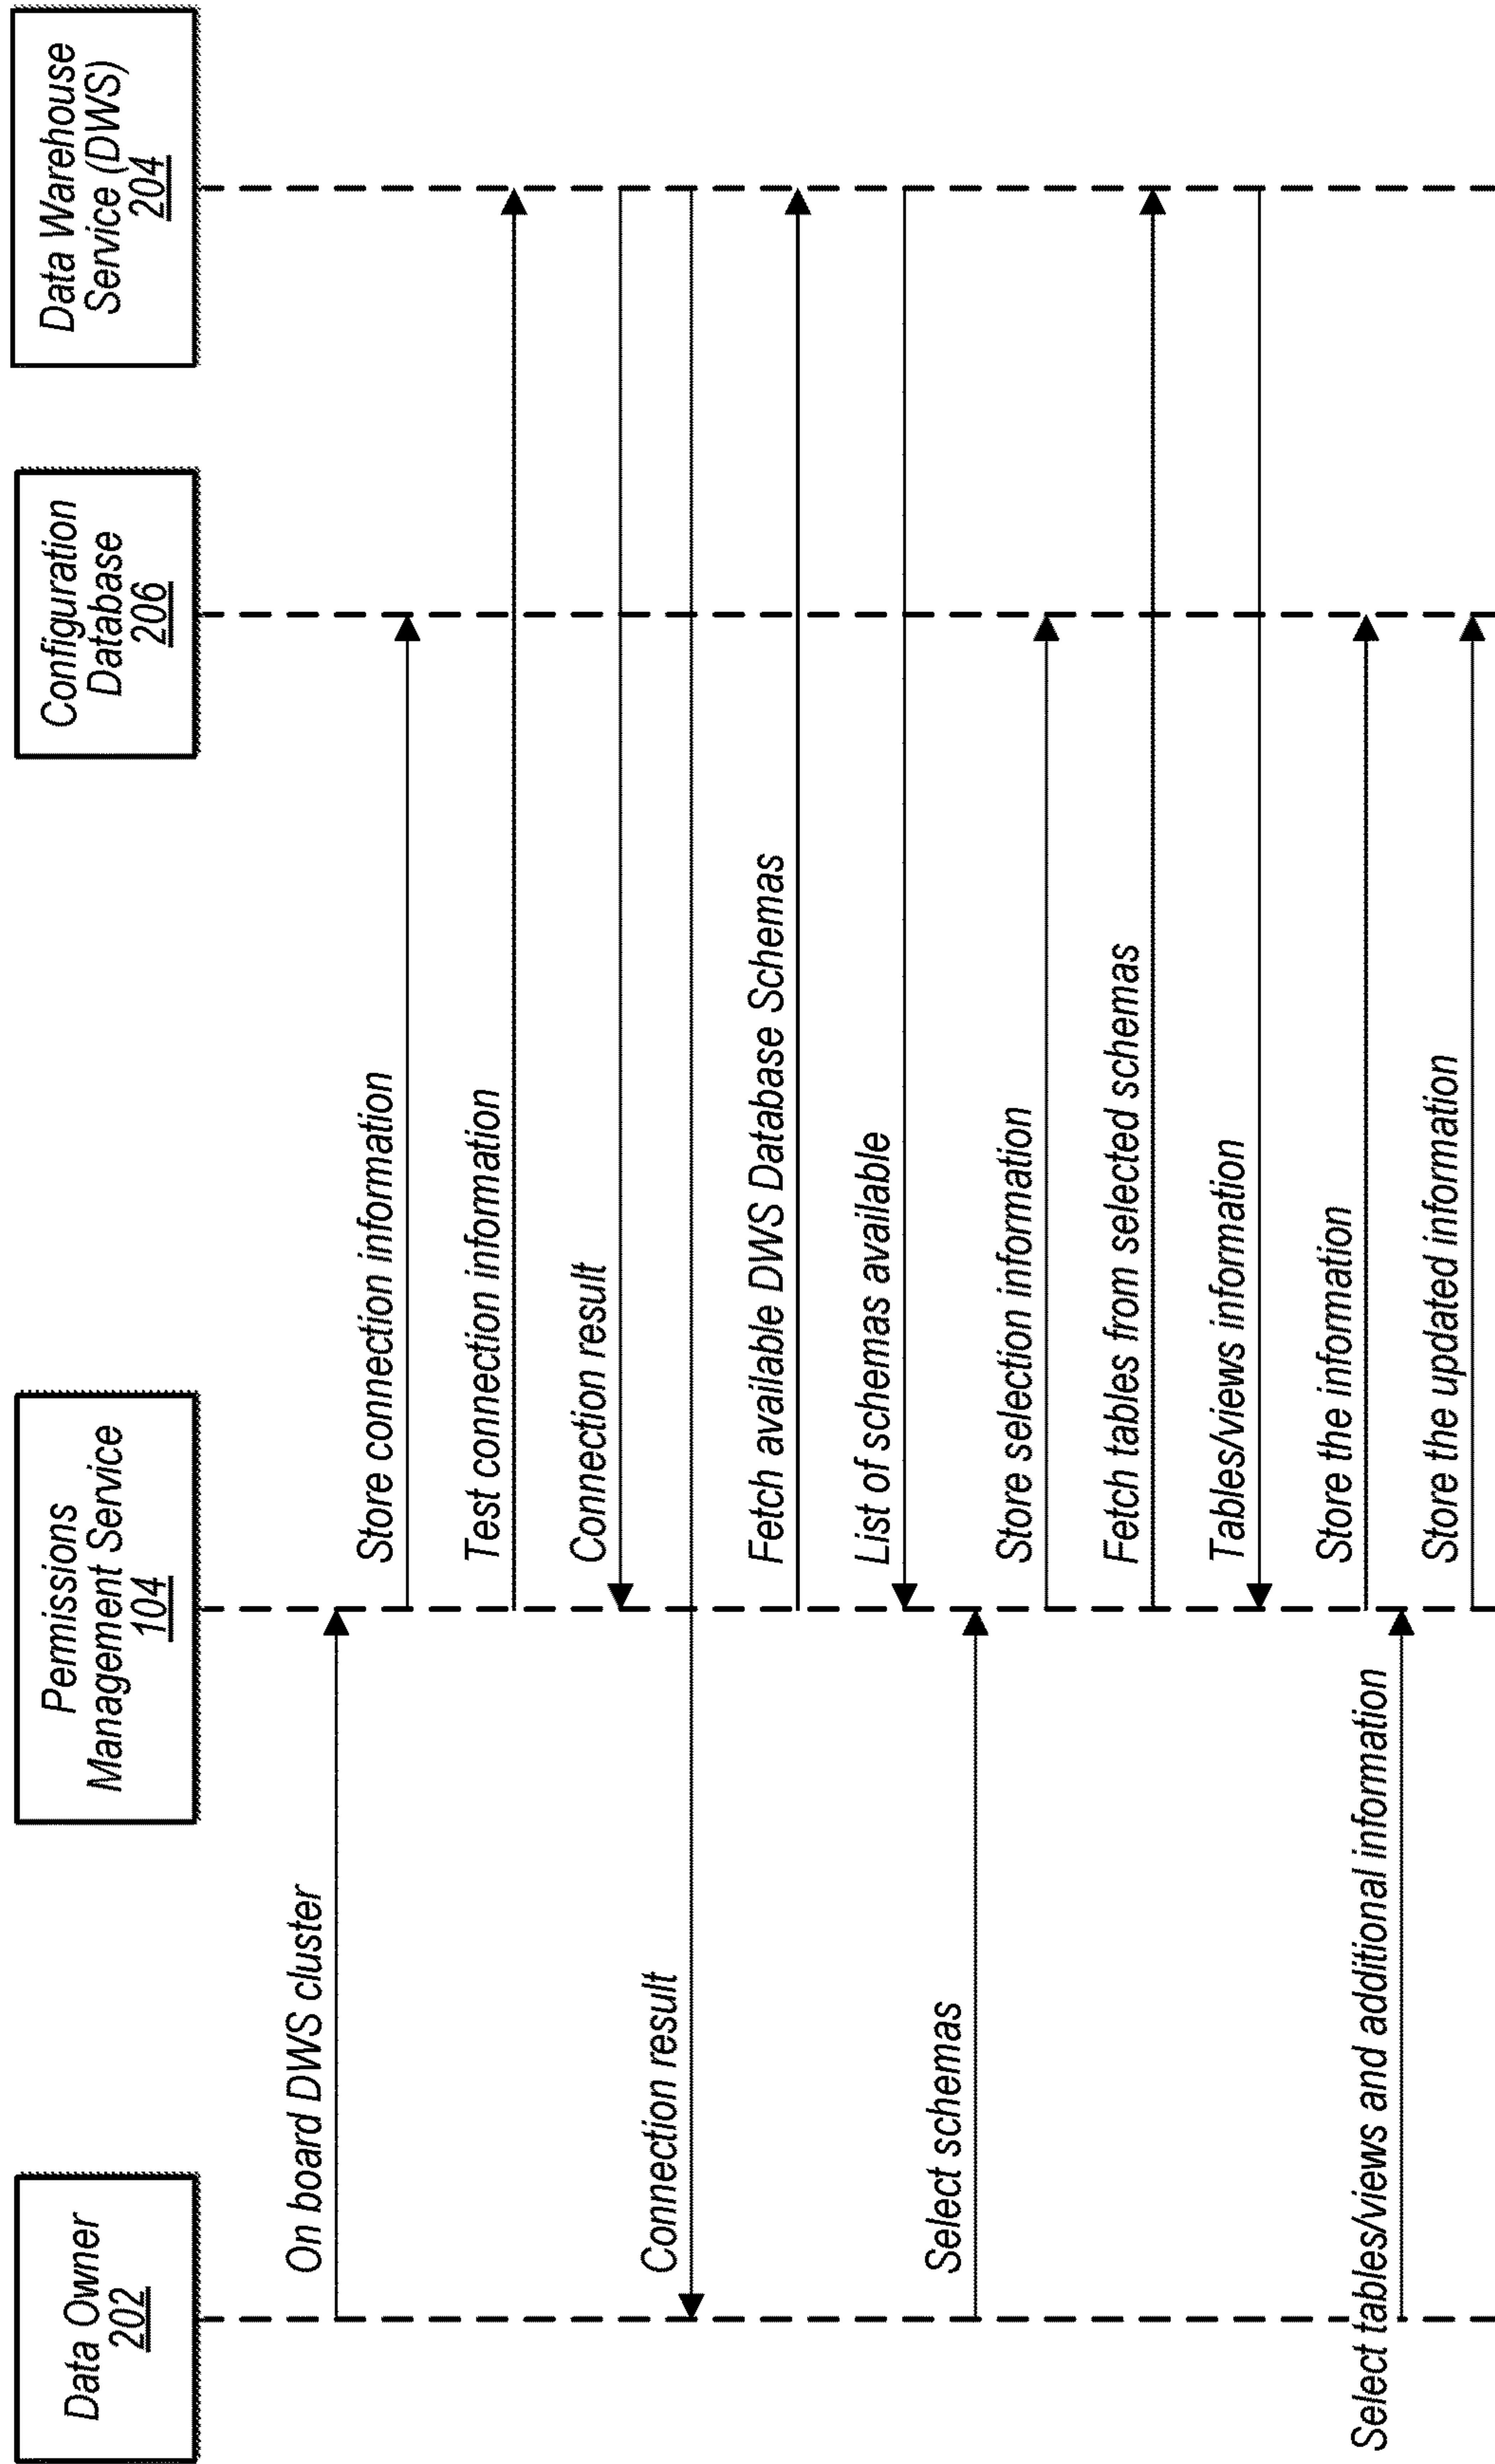 Data Owner
202
Permissions
Management Service
104
Configuration
Database
206
Data Warehouse
Service (DWS)
204
On board DWS cluster
Store connection information
Test connection information
Connection result
Connection result
Fetch available DWS Database Schemas
List of schemas available
Select schemas
Store selection information
Fetch tables from selected schemas
Tables/views information
Store the information
Select tables/views and additional information
Store the updated information